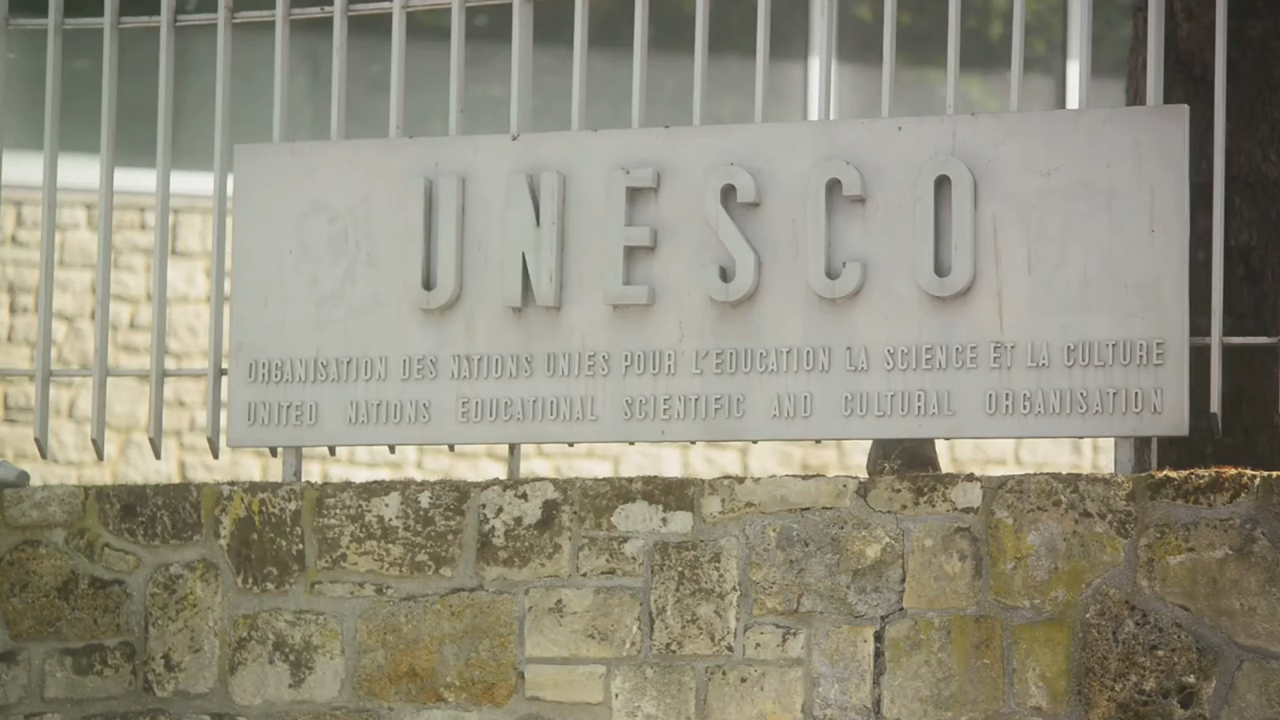 UNESCO
ORGANISATION DES NATIONS UNIES POUR L'EDUCATION LA SCIENCE ET LA CULTURE
UNITED NATIONS EDUCATIONAL SCIENTIFIC AND CULTURAL ORGANISATION